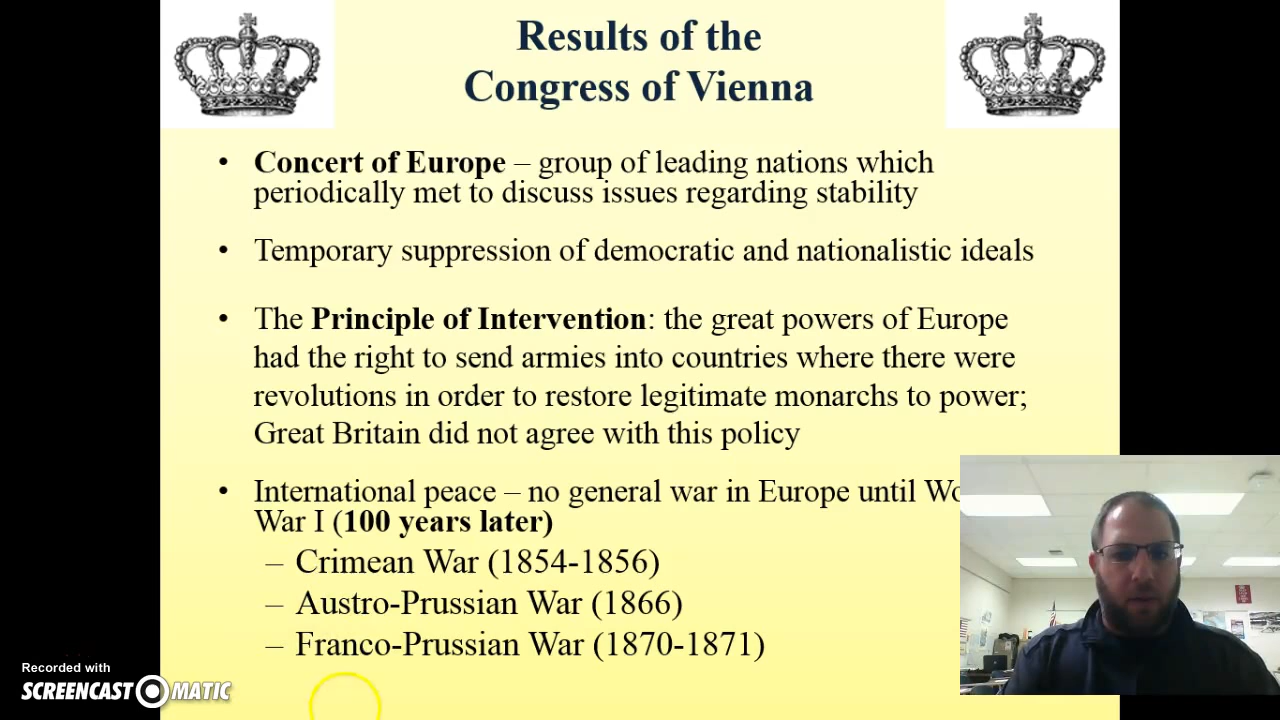 Results of the
Congress of Vienna
• Concert of Europe – group of leading nations which
periodically met to discuss issues regarding stability
• Temporary suppression of democratic and nationalistic ideals
• The Principle of Intervention: the great powers of Europe
had the right to send armies into countries where there were
revolutions in order to restore legitimate monarchs to power;
Great Britain did not agree with this policy
• International peace – no general war in Europe until Wo
War I (100 years later)
– Crimean War (1854-1856)
– Austro-Prussian War (1866)
– Franco-Prussian War (1870-1871)
Recorded with
SCREENCAST O MATIC